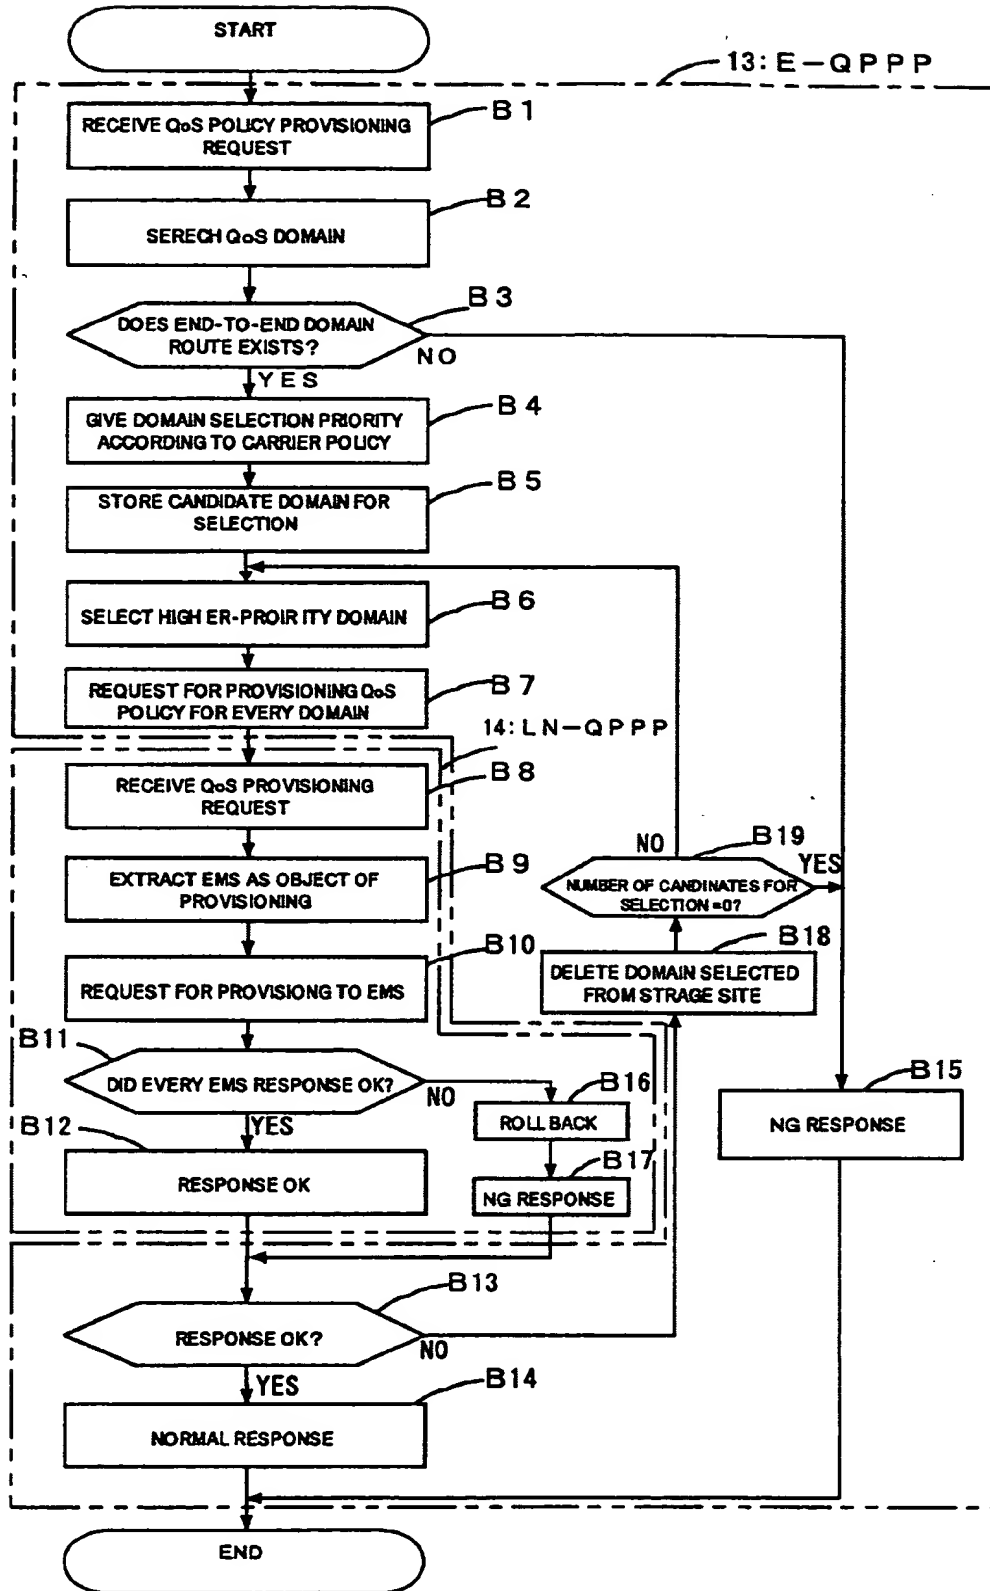 START
13: E-QPPP
B1
RECEIVE QoS POLICY PROVISIONING
REQUEST
B2
SERECH QoS DOMAIN
B3
DOES END-TO-END DOMAIN
ROUTE EXISTS?
NO
YES
B4
GIVE DOMAIN SELECTION PRIORITY
ACCORDING TO CARRIER POLICY
B5
STORE CANDIDATE DOMAIN FOR
SELECTION
B6
SELECT HIGH ER-PROIR ITY DOMAIN
B7
REQUEST FOR PROVISIONING QoS
POLICY FOR EVERY DOMAIN
14: LN-QPPP
B8
RECEIVE QoS PROVISIONING
REQUEST
B9
EXTRACT EMS AS OBJECT OF
PROVISIONING
B10
REQUEST FOR PROVISIONG TO EMS
B11
DID EVERY EMS RESPONSE OK?
NO
YES
B12
RESPONSE OK
B16
ROLL BACK
B17
NG RESPONSE
B13
RESPONSE OK?
NO
YES
B14
NORMAL RESPONSE
B19
NO
YES
NUMBER OF CANDINATES FOR
SELECTION =0?
B18
DELETE DOMAIN SELECTED
FROM STRAGE SITE
B15
NG RESPONSE
END